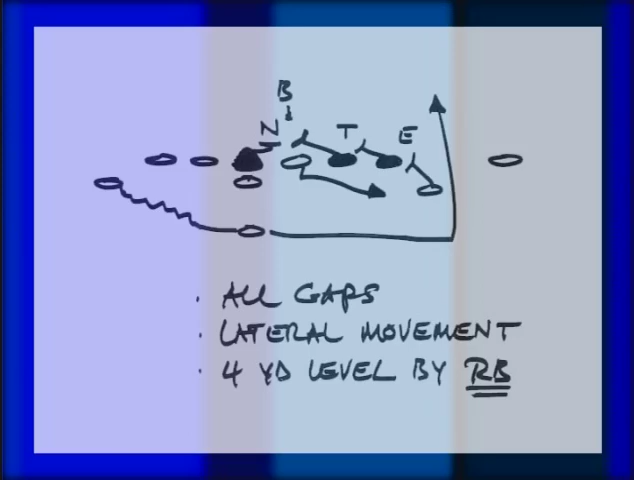 B
N T E
· ALL GAPS
· LATERAL MOVEMENT
· 4 YD LEVEL BY RB